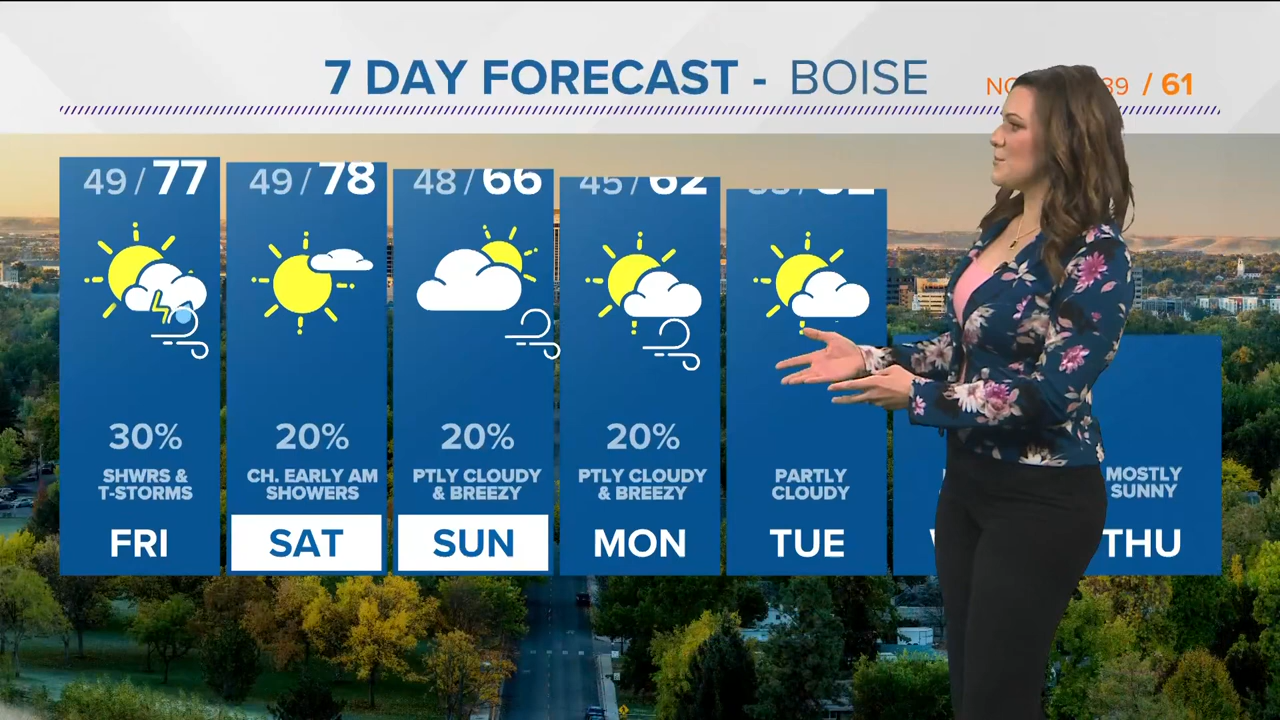 7 DAY FORECAST - BOISE
/ 61
49 / 77
49 / 78
48 / 66
45 / 62
30%
20%
20%
20%
SHWRS &
T-STORMS
CH. EARLY AM
SHOWERS
PTLY CLOUDY
& BREEZY
PTLY CLOUDY
& BREEZY
PARTLY
CLOUDY
MOSTLY
SUNNY
FRI
SAT
SUN
MON
TUE
THU